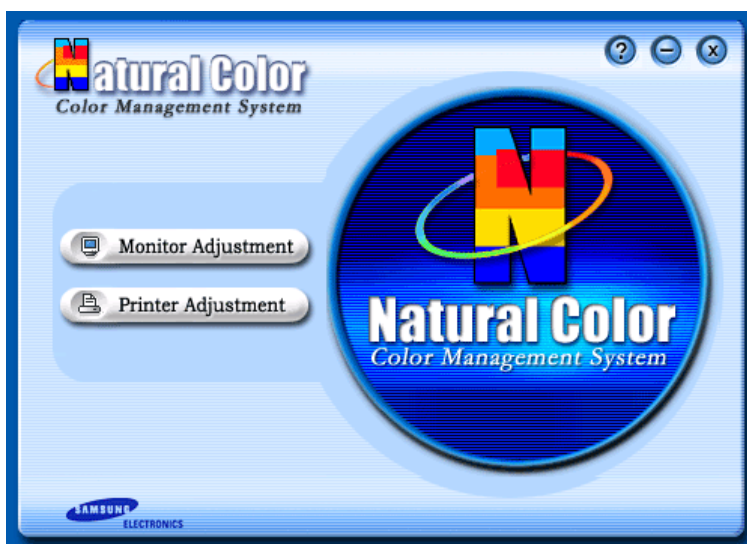 Natural Color
Color Management System
?
x
Monitor Adjustment
Printer Adjustment
N
Natural Color
Color Management System
SAMSUNG
ELECTRONICS